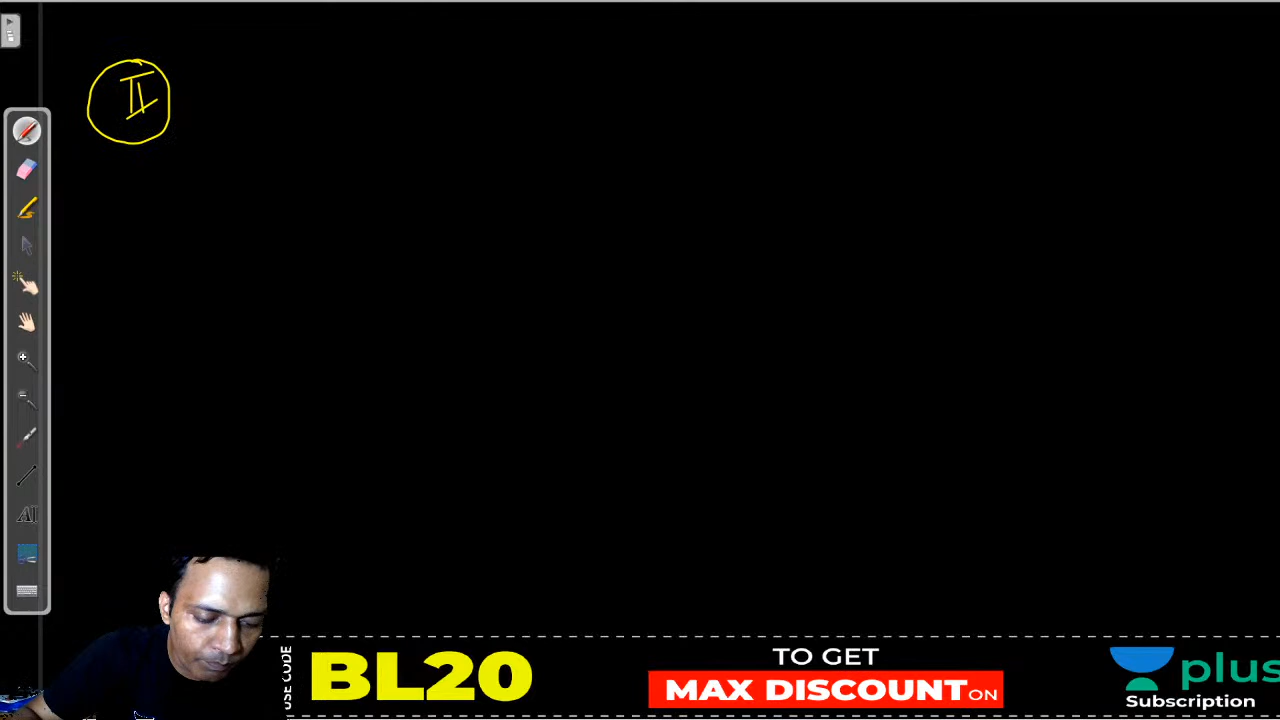 II
USE CODE
BL20
TO GET
MAX DISCOUNT ON
plus
Subscription